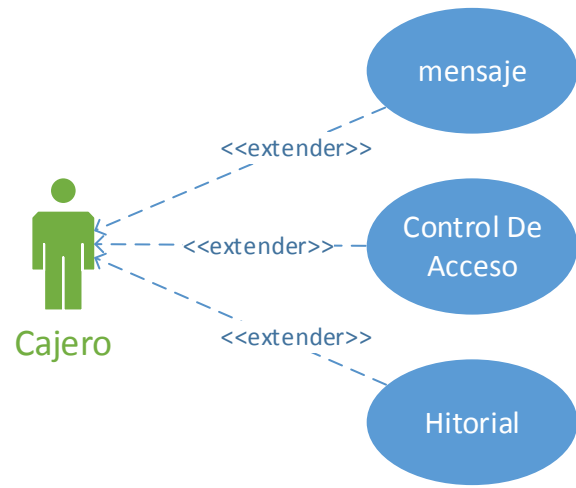 mensaje
<<extender>>
Control De
Acceso
<<extender>>
Cajero
<<extender>>
Hitorial